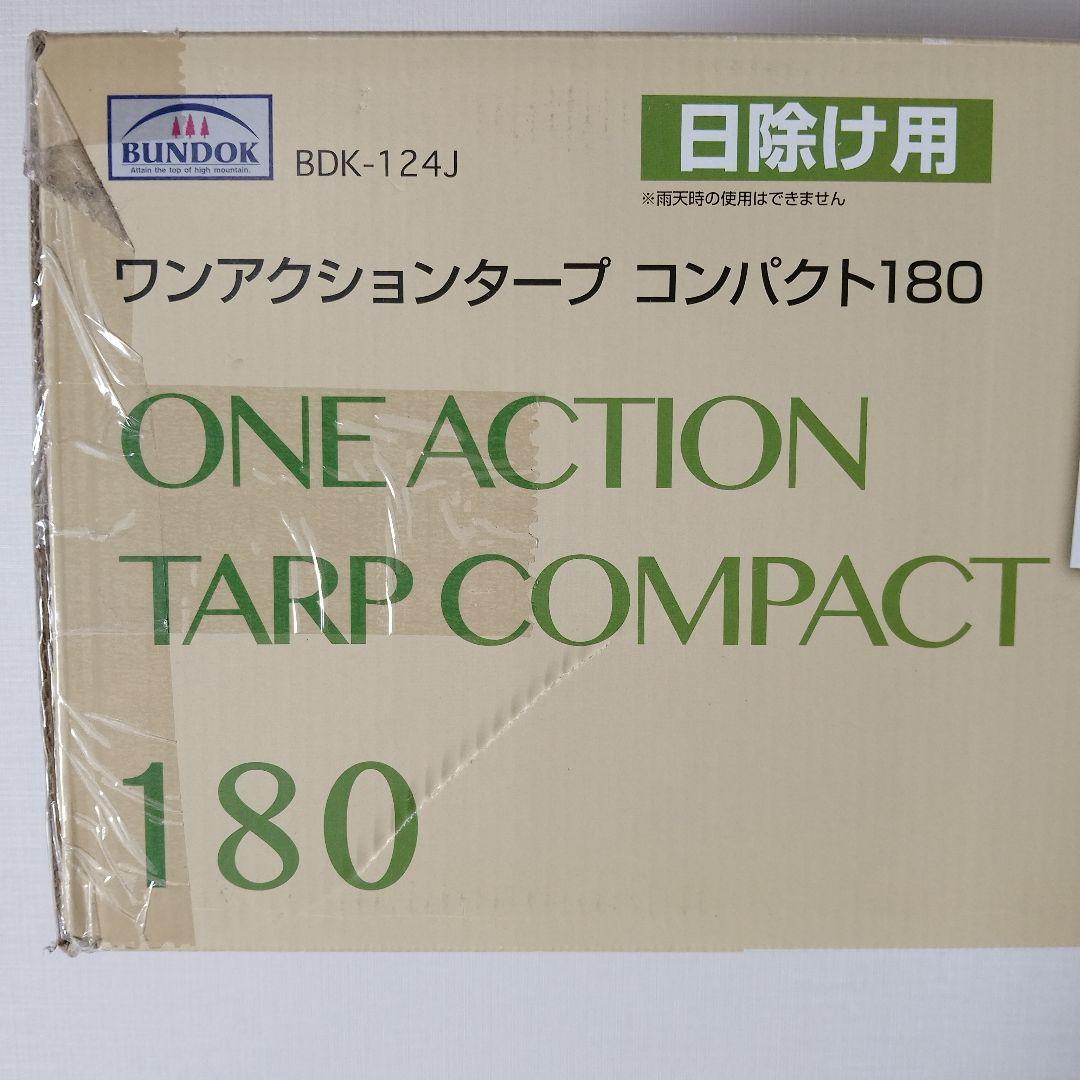 BUNDOK
Attain the top of high mountain.
BDK-124J
日除け用
※雨天時の使用はできません
ワンアクションタープ コンパクト180
ONE ACTION
TARP COMPACT
180